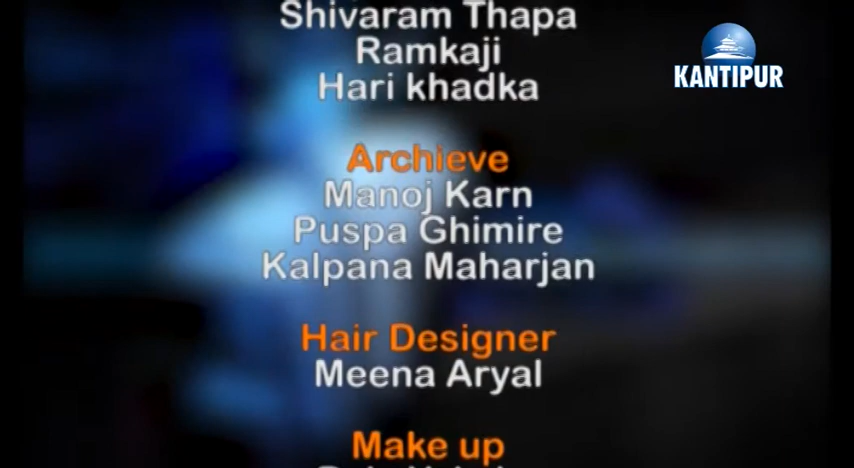 Shivaram Thapa
Ramkaji
Hari khadka
KANTIPUR
Archieve
Manoj Karn
Puspa Ghimire
Kalpana Maharjan
Hair Designer
Meena Aryal
Make up